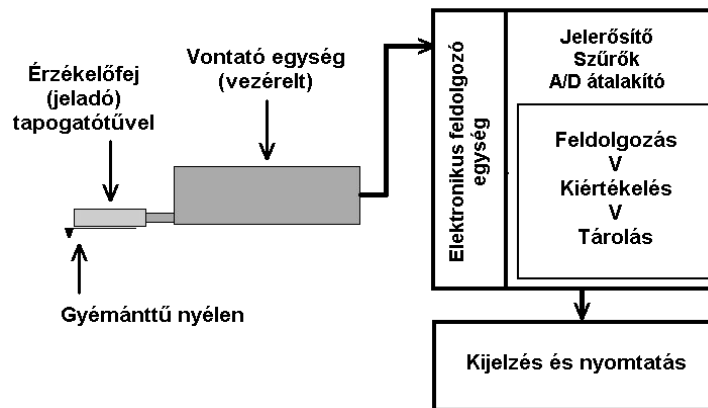 Érzékelőfej
(jeladó)
tapogatótűvel
Vontató egység
(vezérelt)
Gyémánttű nyélen
Elektronikus feldolgozó
egység
Jelerősítő
Szűrők
A/D átalakító
Feldolgozás
V
Kiértékelés
V
Tárolás
Kijelzés és nyomtatás